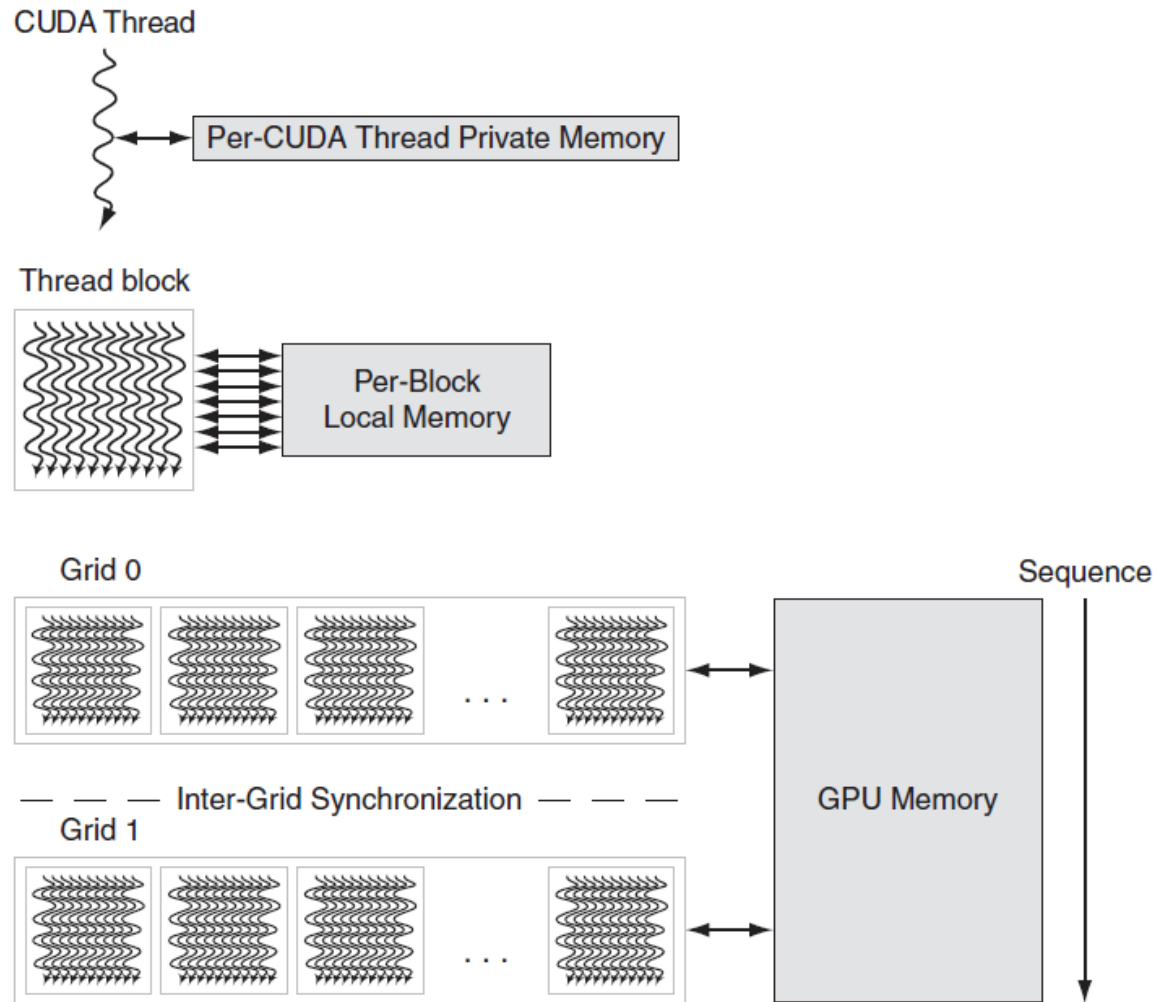 CUDA Thread
Per-CUDA Thread Private Memory
Thread block
Per-Block
Local Memory
Grid 0
Sequence
. . .
Inter-Grid Synchronization
GPU Memory
Grid 1
. . .